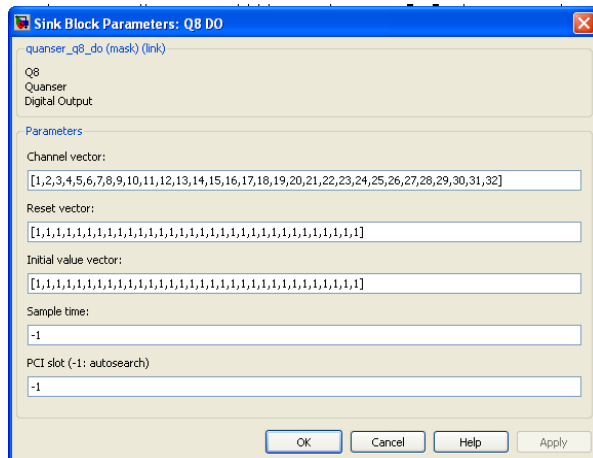 Sink Block Parameters: Q8 DO
quanser_q8_do (mask) (link)
Q8
Quanser
Digital Output
Parameters
Channel vector:
[1,2,3,4,5,6,7,8,9,10,11,12,13,14,15,16,17,18,19,20,21,22,23,24,25,26,27,28,29,30,31,32]
Reset vector:
[1,1,1,1,1,1,1,1,1,1,1,1,1,1,1,1,1,1,1,1,1,1,1,1,1,1,1,1,1,1,1,1]
Initial value vector:
[1,1,1,1,1,1,1,1,1,1,1,1,1,1,1,1,1,1,1,1,1,1,1,1,1,1,1,1,1,1,1,1]
Sample time:
-1
PCI slot (-1: autosearch)
-1
OK Cancel Help Apply